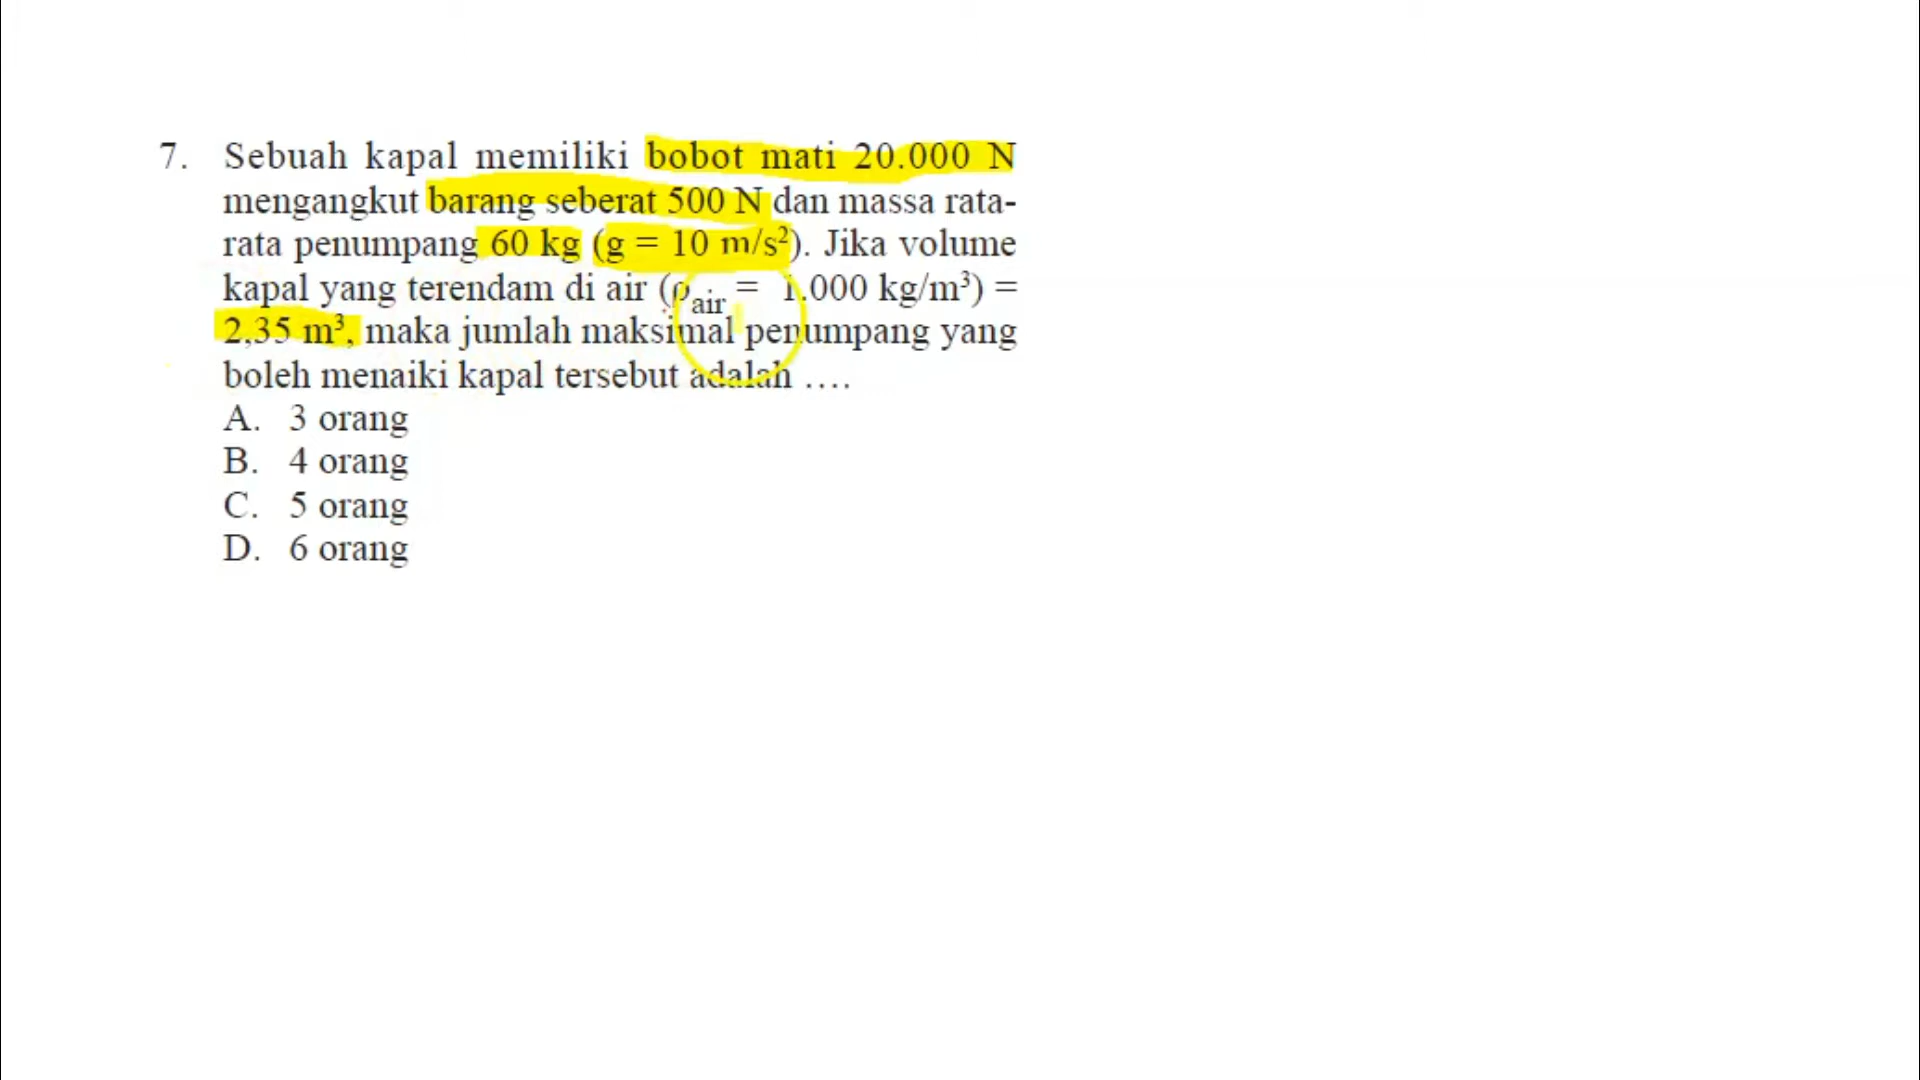 7. Sebuah kapal memiliki bobot mati 20.000 N
mengangkut barang seberat 500 N dan massa rata-
rata penumpang 60 kg (g = 10 m/s²). Jika volume
kapal yang terendam di air (ρair = 1.000 kg/m³) =
2,35 m³, maka jumlah maksimal penumpang yang
boleh menaiki kapal tersebut adalah ….
A. 3 orang
B. 4 orang
C. 5 orang
D. 6 orang